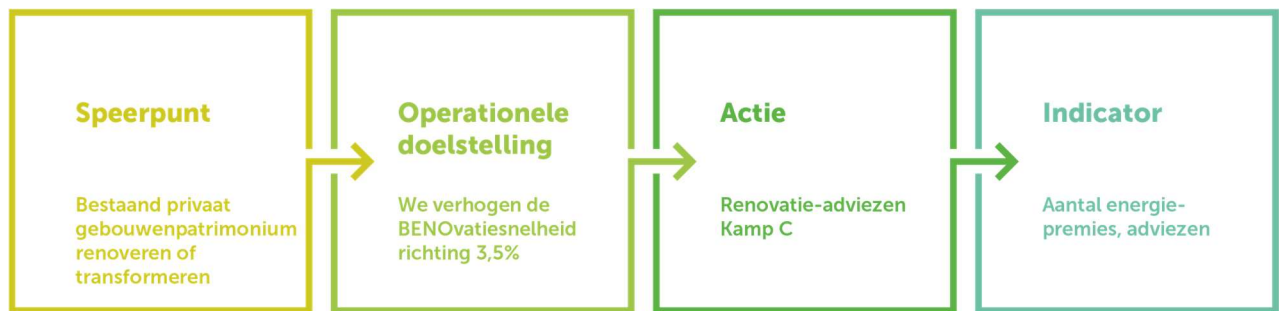 Speerpunt
Bestaand privaat
gebouwenpatrimonium
renoveren of
transformeren
Operationele
doelstelling
We verhogen de
BENOvatiesnelheid
richting 3,5%
Actie
Renovatie-adviezen
Kamp C
Indicator
Aantal energie-
premies, adviezen